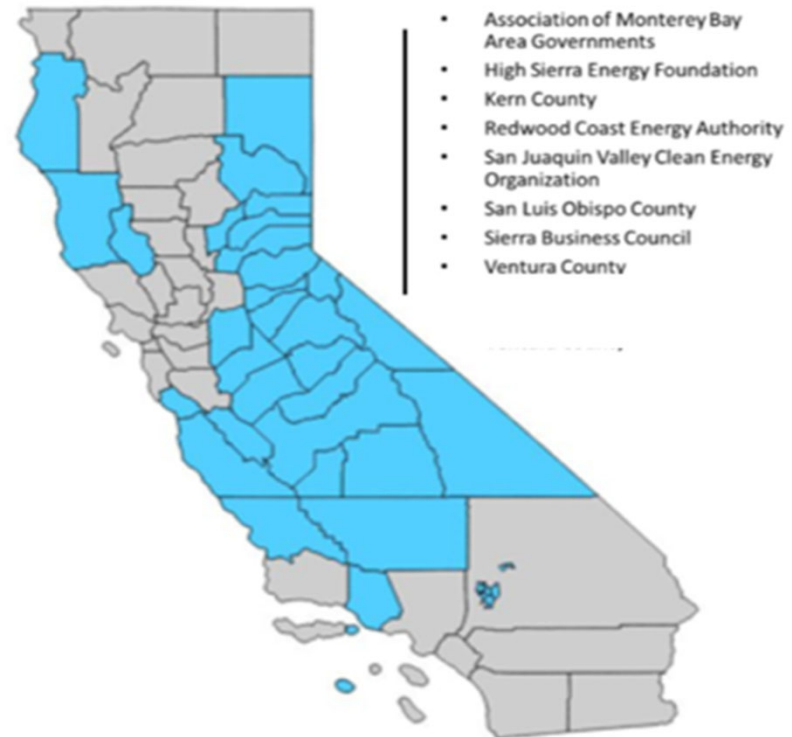 • Association of Monterey Bay
Area Governments
• High Sierra Energy Foundation
• Kern County
• Redwood Coast Energy Authority
• San Juaquin Valley Clean Energy
Organization
• San Luis Obispo County
• Sierra Business Council
• Ventura County